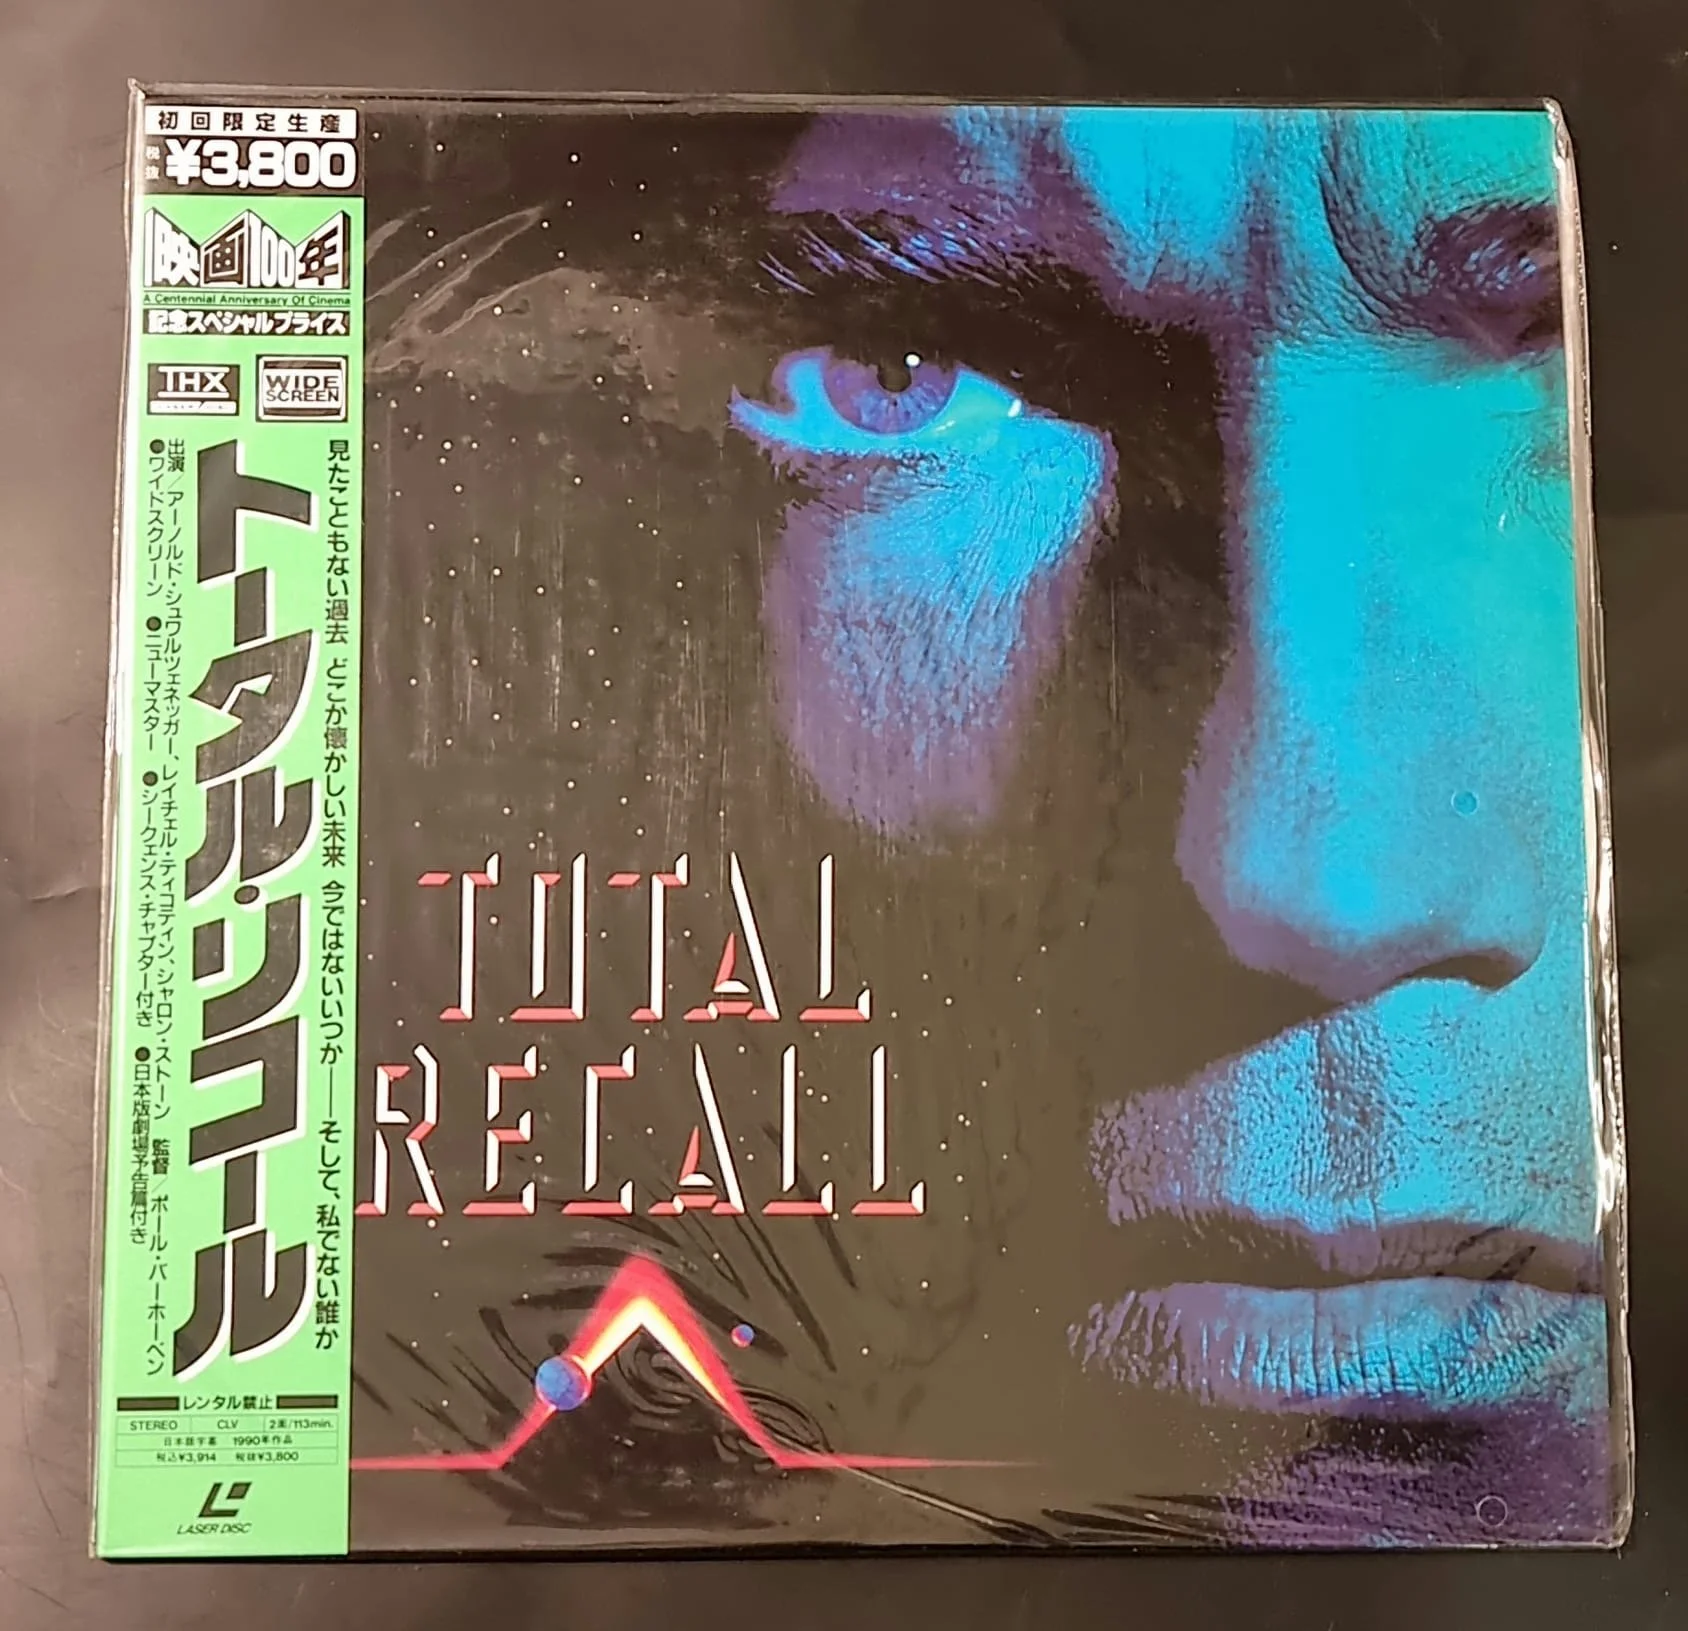 初回限定生産
税抜 ¥3,800
映画100年
A Centennial Anniversary Of Cinema
記念スペシャルプライス
THX
WIDE
SCREEN
見たこともない過去 どこか懐かしい未来 今ではないいつか——そして、私でない誰か
トータル・リコール
出演／アーノルド・シュワルツェネッガー、レイチェル・ティコティン、シャロン・ストーン 監督／ポール・バーホーベン
●ワイドスクリーン ●ニューマスター ●シークェンス・チャプター付き ●日本版劇場予告篇付き
レンタル禁止
STEREO CLV 2面/113min.
日本語字幕 1990年作品
税込¥3,914 税抜¥3,800
LASER DISC
TOTAL
RECALL